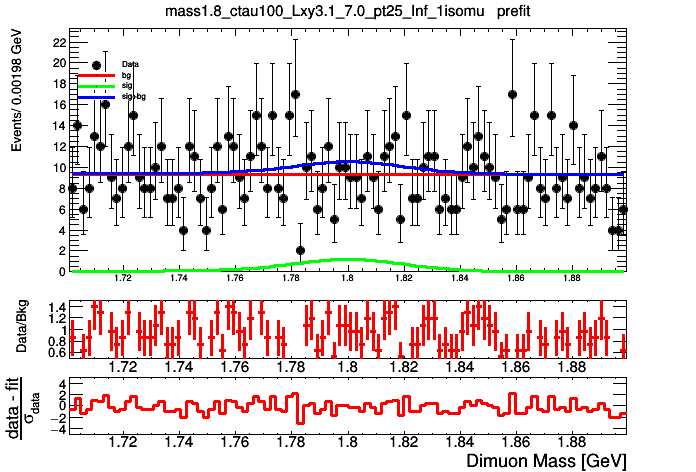 mass1.8_ctau100_Lxy3.1_7.0_pt25_Inf_1isomu prefit
Events/ 0.00198 GeV
22
20
18
16
14
12
10
8
6
4
2
0
Data
bg
sig
sig+bg
1.72 1.74 1.76 1.78 1.8 1.82 1.84 1.86 1.88
Data/Bkg
1.4
1.2
1
0.8
0.6
1.72 1.74 1.76 1.78 1.8 1.82 1.84 1.86 1.88
data - fit
σdata
4
2
0
−2
−4
1.72 1.74 1.76 1.78 1.8 1.82 1.84 1.86 1.88
Dimuon Mass [GeV]